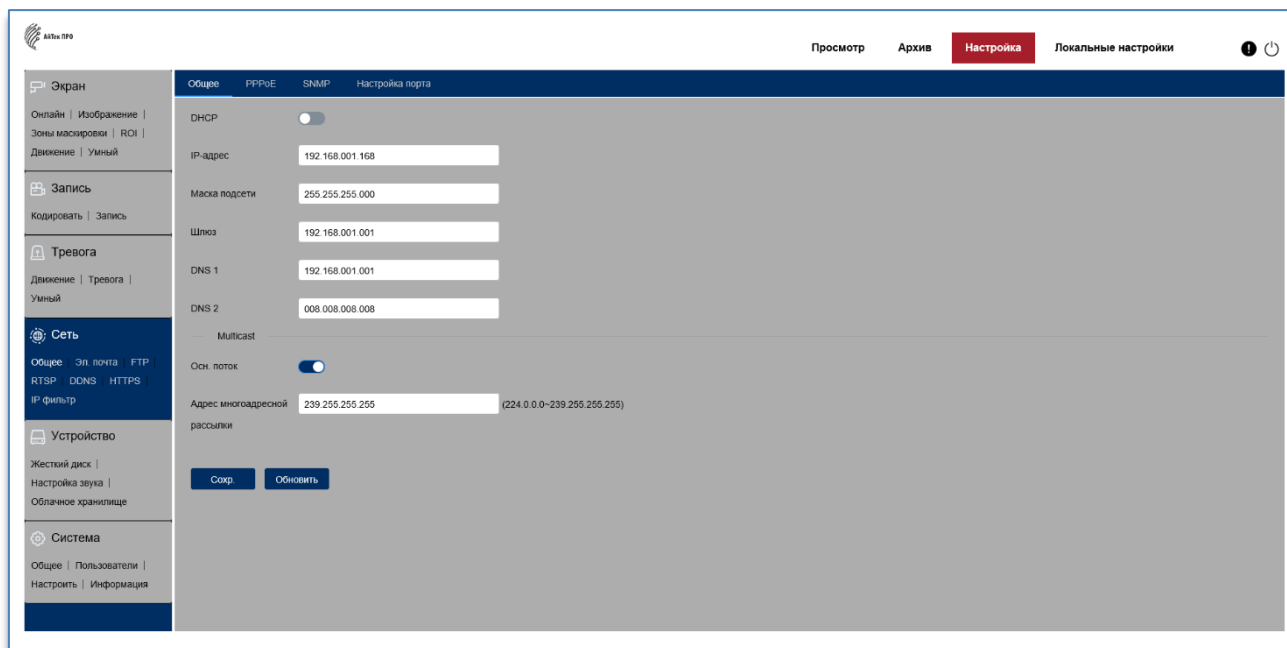 АйТек ПРО
Просмотр Архив Настройка Локальные настройки
Экран
Онлайн | Изображение |
Зоны маскировки | ROI |
Движение | Умный
Запись
Кодировать | Запись
Тревога
Движение | Тревога |
Умный
Сеть
Общее | Эл. почта | FTP |
RTSP | DDNS | HTTPS |
IP фильтр
Устройство
Жесткий диск |
Настройка звука |
Облачное хранилище
Система
Общее | Пользователи |
Настроить | Информация
Общее PPPoE SNMP Настройка порта
DHCP
IP-адрес 192.168.001.168
Маска подсети 255.255.255.000
Шлюз 192.168.001.001
DNS 1 192.168.001.001
DNS 2 008.008.008.008
Multicast
Осн. поток
Адрес многоадресной 239.255.255.255 (224.0.0.0~239.255.255.255)
рассылки
Сохр. Обновить